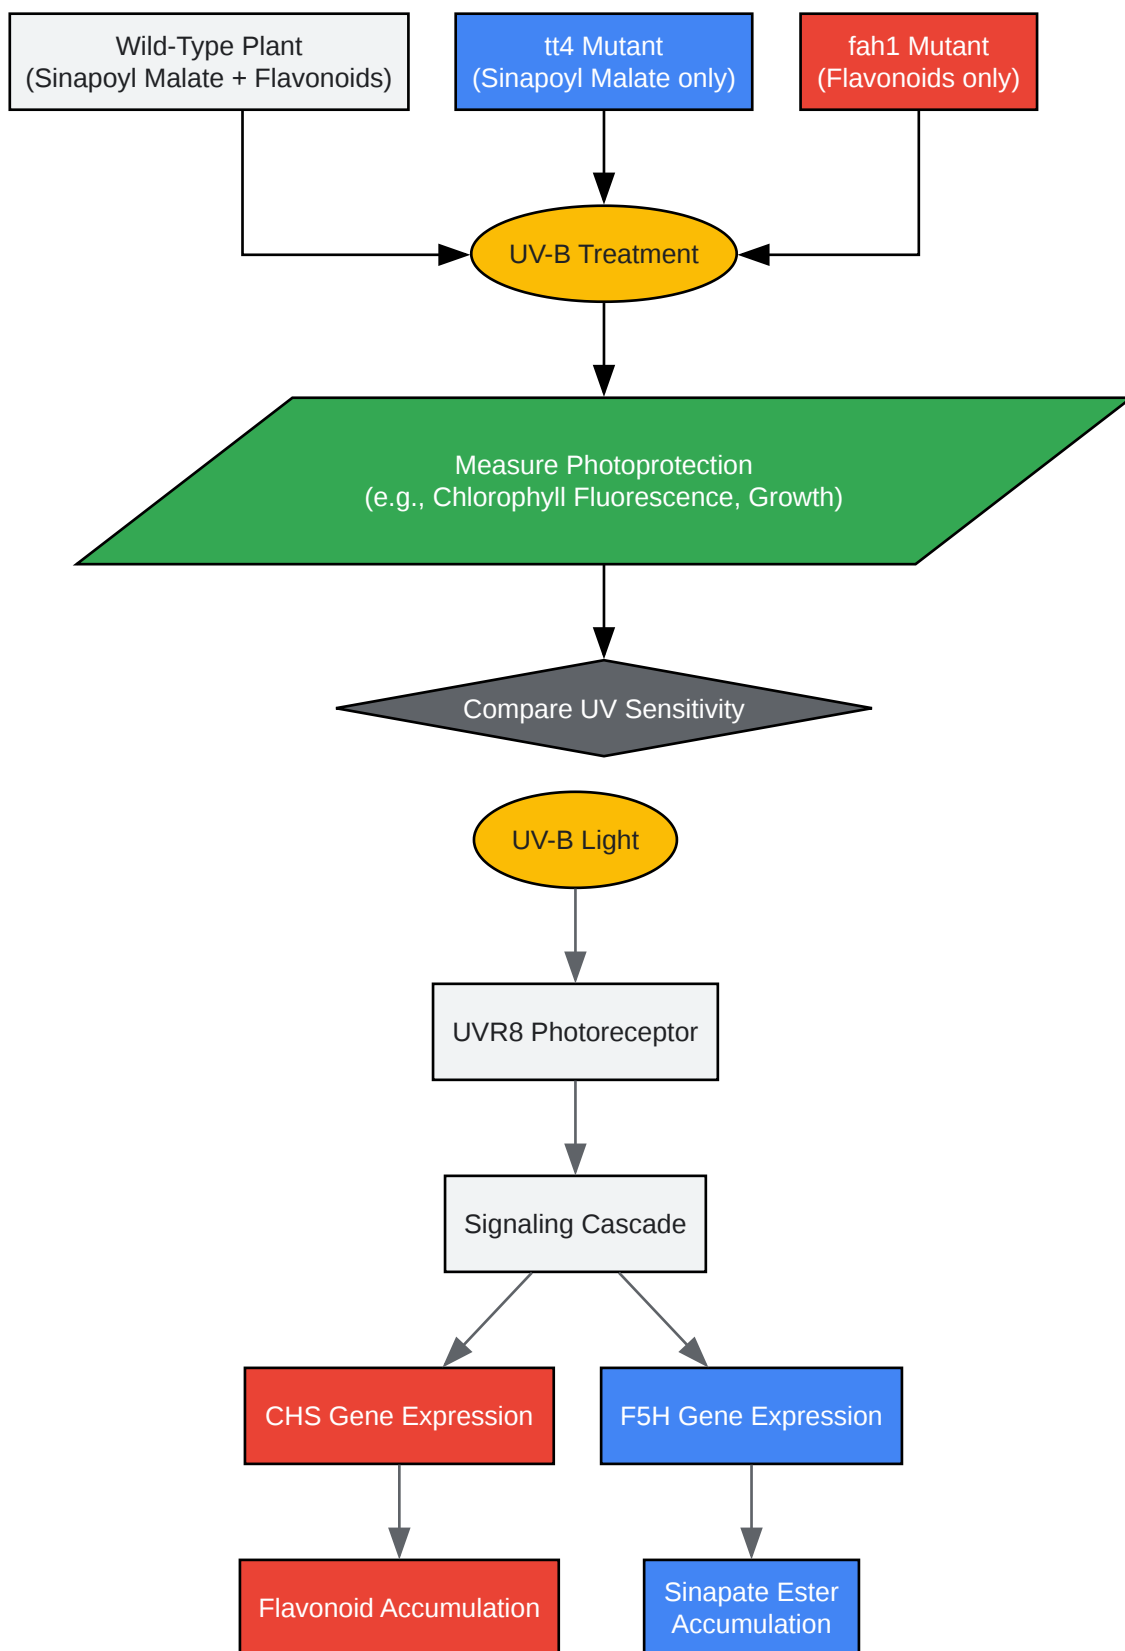 Wild-Type Plant
(Sinapoyl Malate + Flavonoids)
tt4 Mutant
(Sinapoyl Malate only)
fah1 Mutant
(Flavonoids only)
UV-B Treatment
Measure Photoprotection
(e.g., Chlorophyll Fluorescence, Growth)
Compare UV Sensitivity
UV-B Light
UVR8 Photoreceptor
Signaling Cascade
CHS Gene Expression
F5H Gene Expression
Flavonoid Accumulation
Sinapate Ester
Accumulation